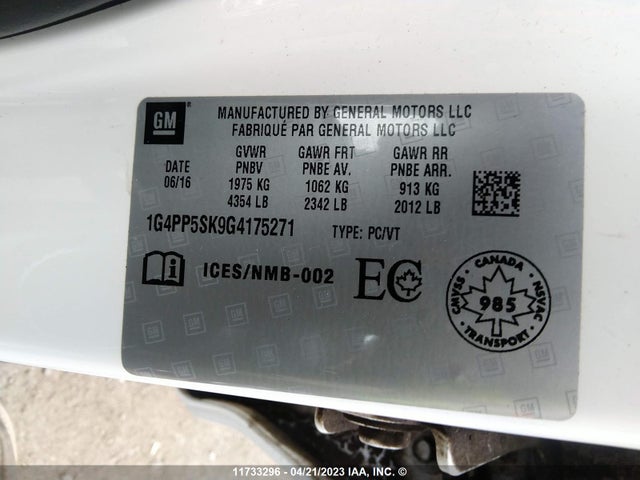 GM
MANUFACTURED BY GENERAL MOTORS LLC
FABRIQUÉ PAR GENERAL MOTORS LLC
DATE
06/16
GVWR
PNBV
1975 KG
4354 LB
GAWR FRT
PNBE AV.
1062 KG
2342 LB
GAWR RR
PNBE ARR.
913 KG
2012 LB
1G4PP5SK9G4175271 TYPE: PC/VT
i ICES/NMB-002 EC
CANADA
CMVSS 985 NSVAC
TRANSPORT
11733296 - 04/21/2023 IAA, INC. ©